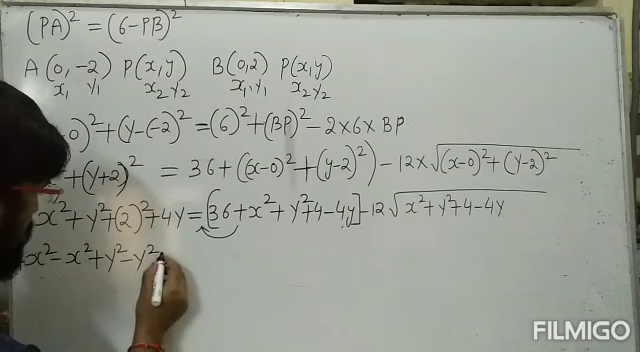 (PA)² = (6-PB)²
A (0, -2) P(x,y) B(0,2) P(x,y)
x₁ y₁ x₂ y₂ x₁, y₁ x₂ y₂
-0)² + (y-(-2)² = (6)² + (BP)² - 2×6× BP
+ (y+2)² = 36 + ((x-0)² + (y-2)²) - 12×√(x-0)² + (y-2)²
x² + y² + (2)² + 4y = [36 + x² + y² + 4 - 4y] - 12√x² + y² + 4 - 4y
x² - x² + y² - y²
FILMIGO